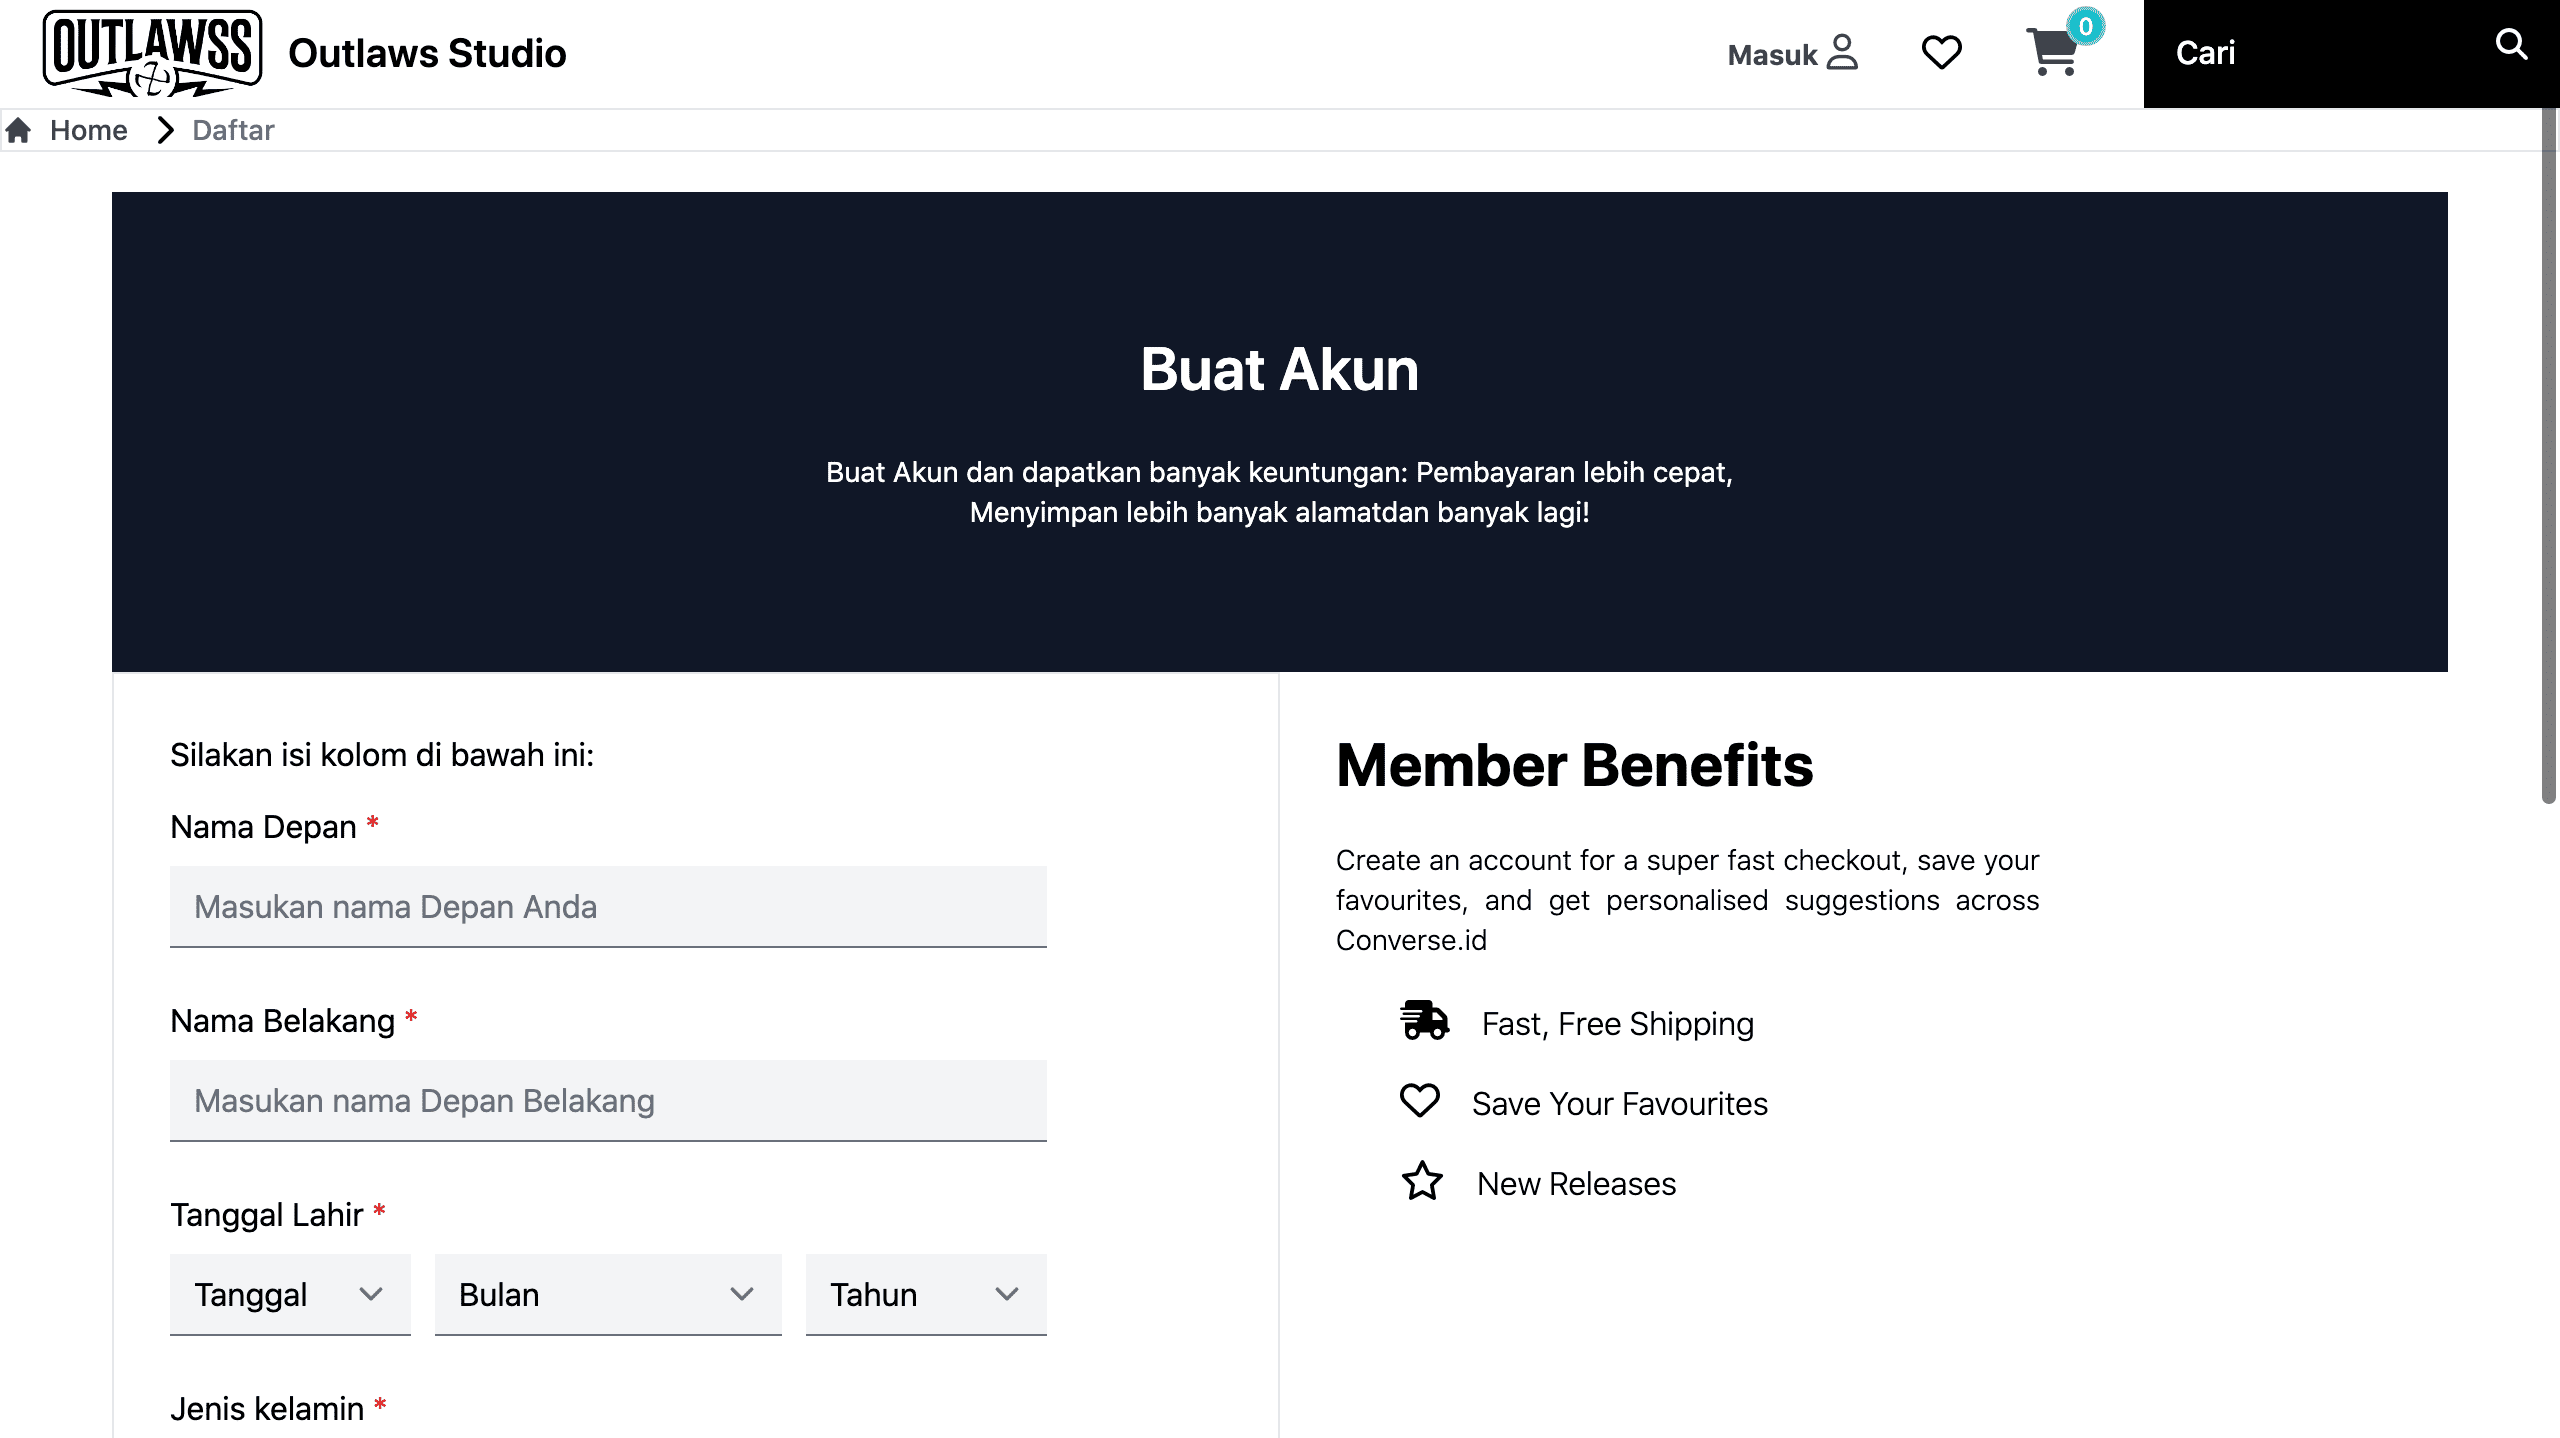 OUTLAWSS
Outlaws Studio
Masuk
0
Cari
Home
Daftar
Buat Akun
Buat Akun dan dapatkan banyak keuntungan: Pembayaran lebih cepat,
Menyimpan lebih banyak alamatdan banyak lagi!
Silakan isi kolom di bawah ini:
Nama Depan *
Masukan nama Depan Anda
Nama Belakang *
Masukan nama Depan Belakang
Tanggal Lahir *
Tanggal
Bulan
Tahun
Jenis kelamin *
Member Benefits
Create an account for a super fast checkout, save your
favourites, and get personalised suggestions across
Converse.id
Fast, Free Shipping
Save Your Favourites
New Releases